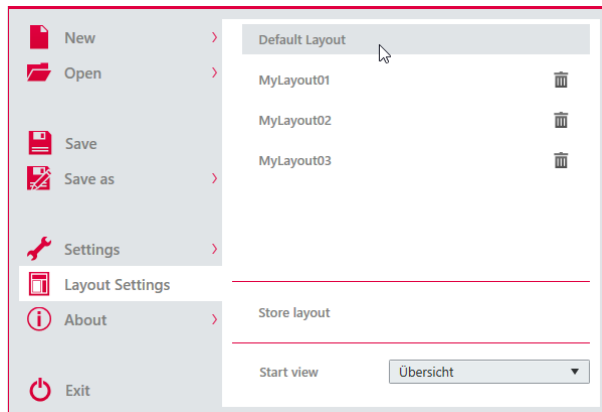 New
Open
Save
Save as
Settings
Layout Settings
About
Exit
Default Layout
MyLayout01
MyLayout02
MyLayout03
Store layout
Start view
Übersicht